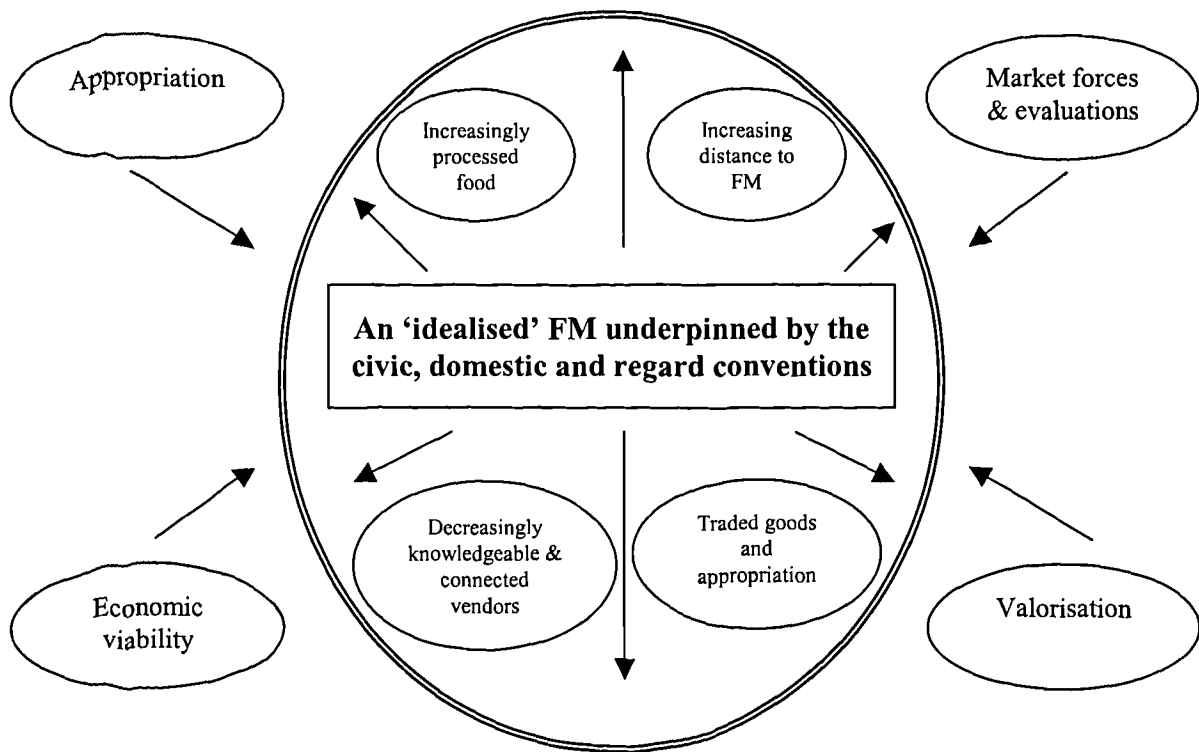 Appropriation
Market forces
& evaluations
Increasingly
processed
food
Increasing
distance to
FM
An ‘idealised’ FM underpinned by the
civic, domestic and regard conventions
Decreasingly
knowledgeable &
connected
vendors
Traded goods
and
appropriation
Economic
viability
Valorisation